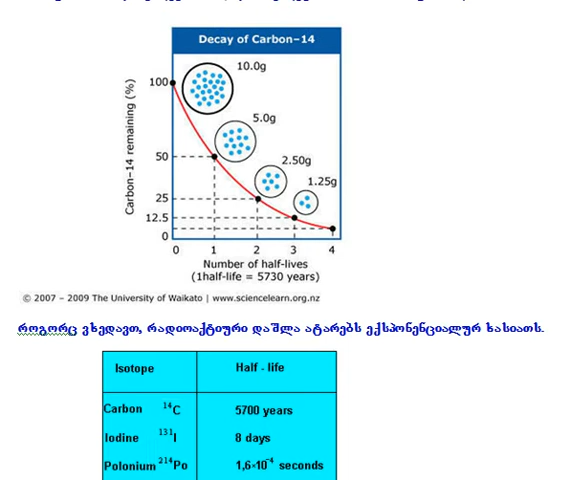 Decay of Carbon–14
Carbon–14 remaining (%)
100
50
25
12.5
0
10.0g
5.0g
2.50g
1.25g
0 1 2 3 4
Number of half-lives
(1half-life = 5730 years)
© 2007 – 2009 The University of Waikato | www.sciencelearn.org.nz
როგორც ვხედავთ, რადიოაქტიური დაშლა ატარებს ექსპონენციალურ ხასიათს.
Isotope Half - life
Carbon ¹⁴C 5700 years
Iodine ¹³¹I 8 days
Polonium ²¹⁴Po 1,6×10⁻⁴ seconds